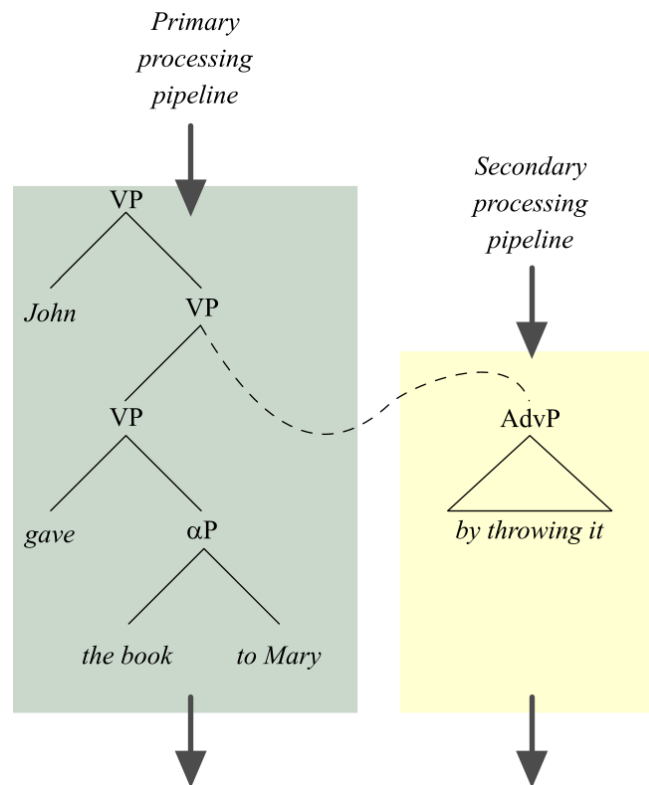 Primary
processing
pipeline
Secondary
processing
pipeline
VP
John
VP
VP
AdvP
gave
αP
by throwing it
the book
to Mary